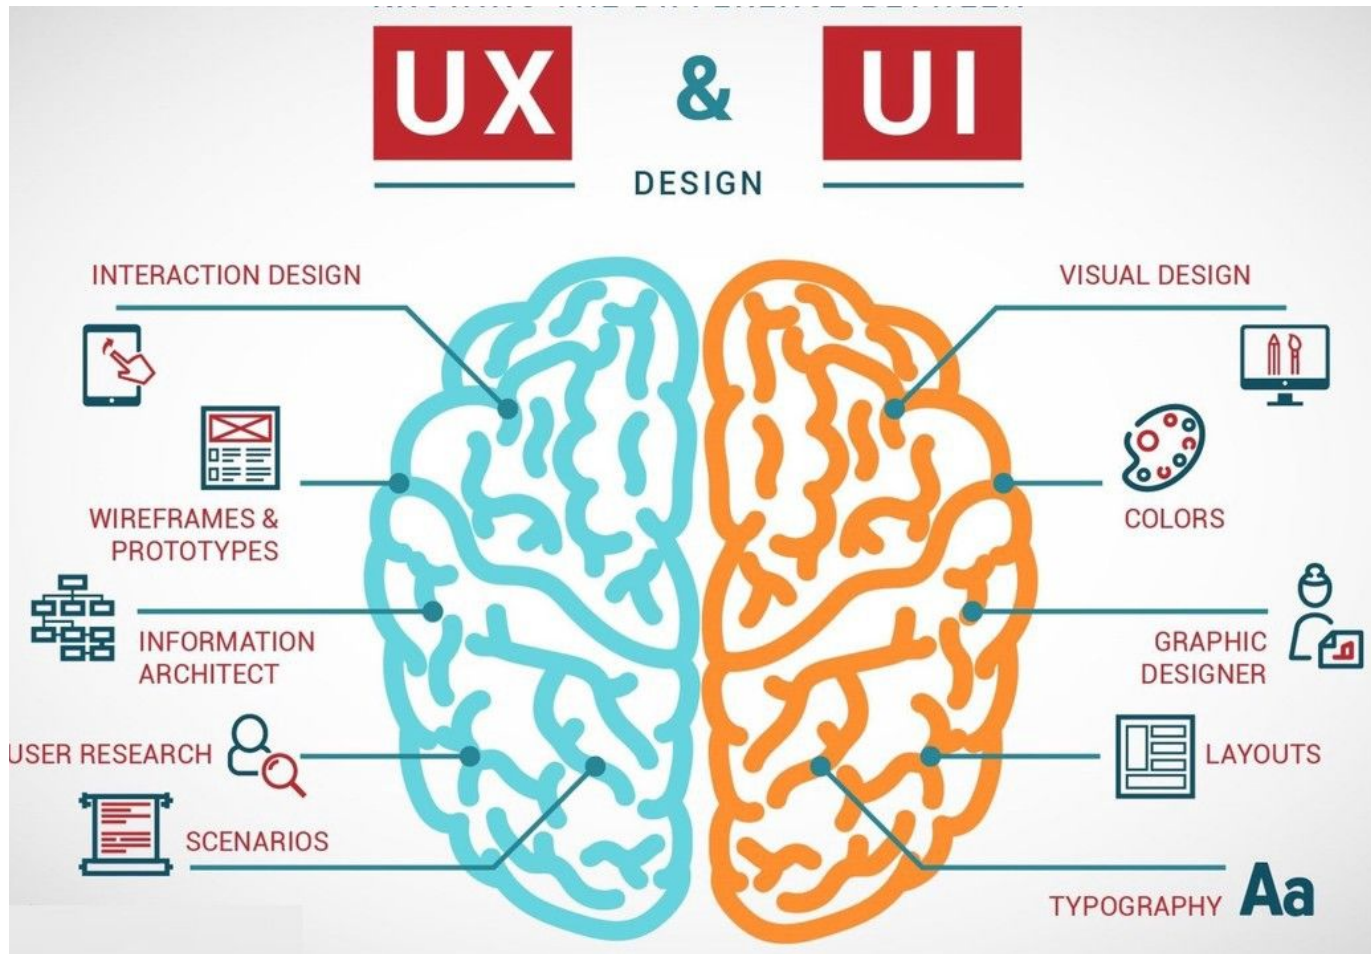 UX & UI
DESIGN
INTERACTION DESIGN
WIREFRAMES &
PROTOTYPES
INFORMATION
ARCHITECT
USER RESEARCH
SCENARIOS
VISUAL DESIGN
COLORS
GRAPHIC
DESIGNER
LAYOUTS
TYPOGRAPHY Aa